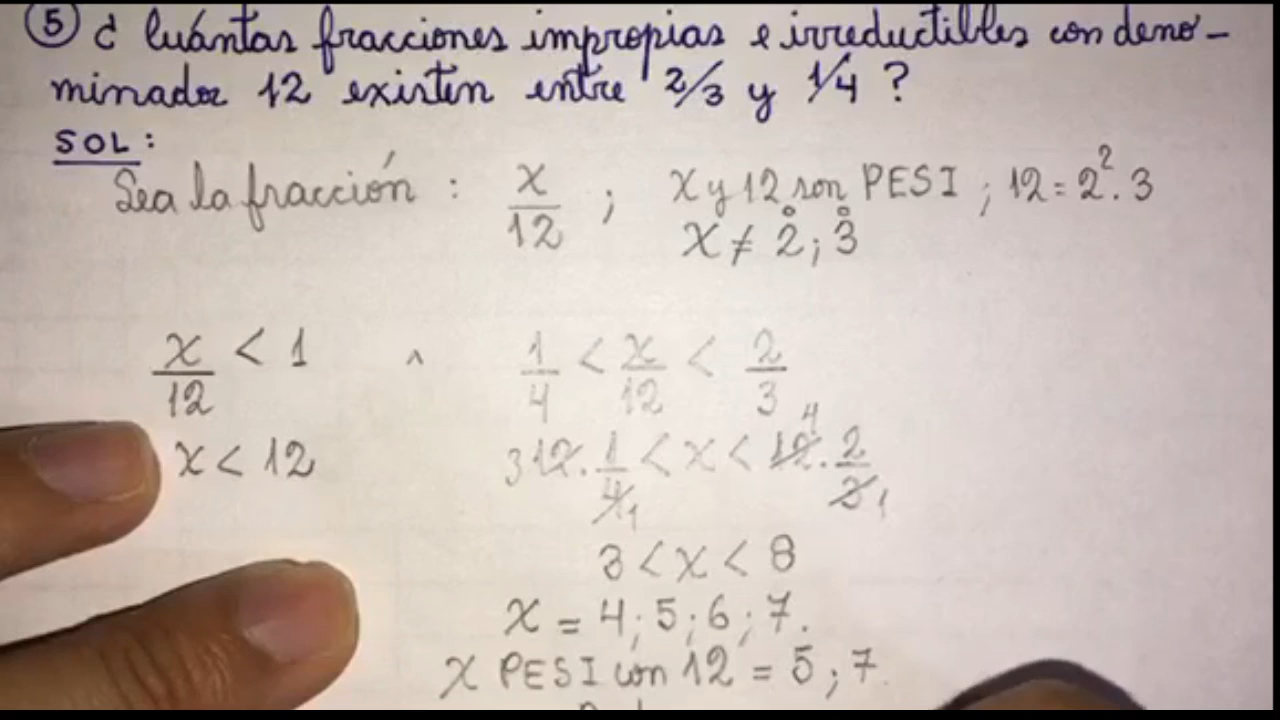 ⑤ ¿ Cuántas fracciones impropias e irreductibles con deno-
minador 12 existen entre 2/3 y 1/4 ?
SOL :
Sea la fracción : x/12 ; x y 12 son PESI ; 12 = 2². 3
x ≠ 2̊ ; 3̊
x/12 < 1 ^ 1/4 < x/12 < 2/3
x < 12 3 12 . 1/4 1 < x < 12 4 . 2/3 1
3 < x < 8
x = 4 ; 5 ; 6 ; 7.
x PESI con 12 = 5 ; 7.